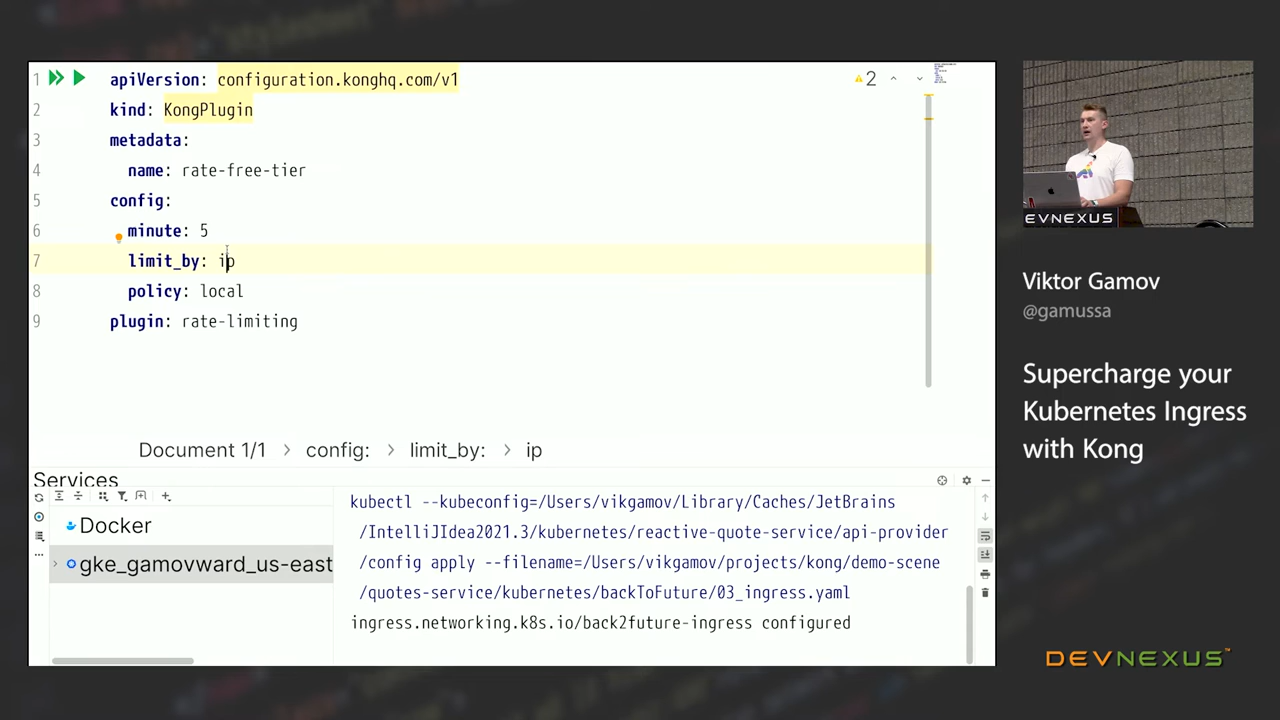 1 apiVersion: configuration.konghq.com/v1
2 kind: KongPlugin
3 metadata:
4 name: rate-free-tier
5 config:
6 minute: 5
7 limit_by: ip
8 policy: local
9 plugin: rate-limiting
2
Document 1/1 > config: > limit_by: > ip
Services
Docker
gke_gamovward_us-east
kubectl --kubeconfig=/Users/vikgamov/Library/Caches/JetBrains
/IntelliJIdea2021.3/kubernetes/reactive-quote-service/api-provider
/config apply --filename=/Users/vikgamov/projects/kong/demo-scene
/quotes-service/kubernetes/backToFuture/03_ingress.yaml
ingress.networking.k8s.io/back2future-ingress configured
EVNEXUS
Viktor Gamov
@gamussa
Supercharge your
Kubernetes Ingress
with Kong
DEVNEXUS™